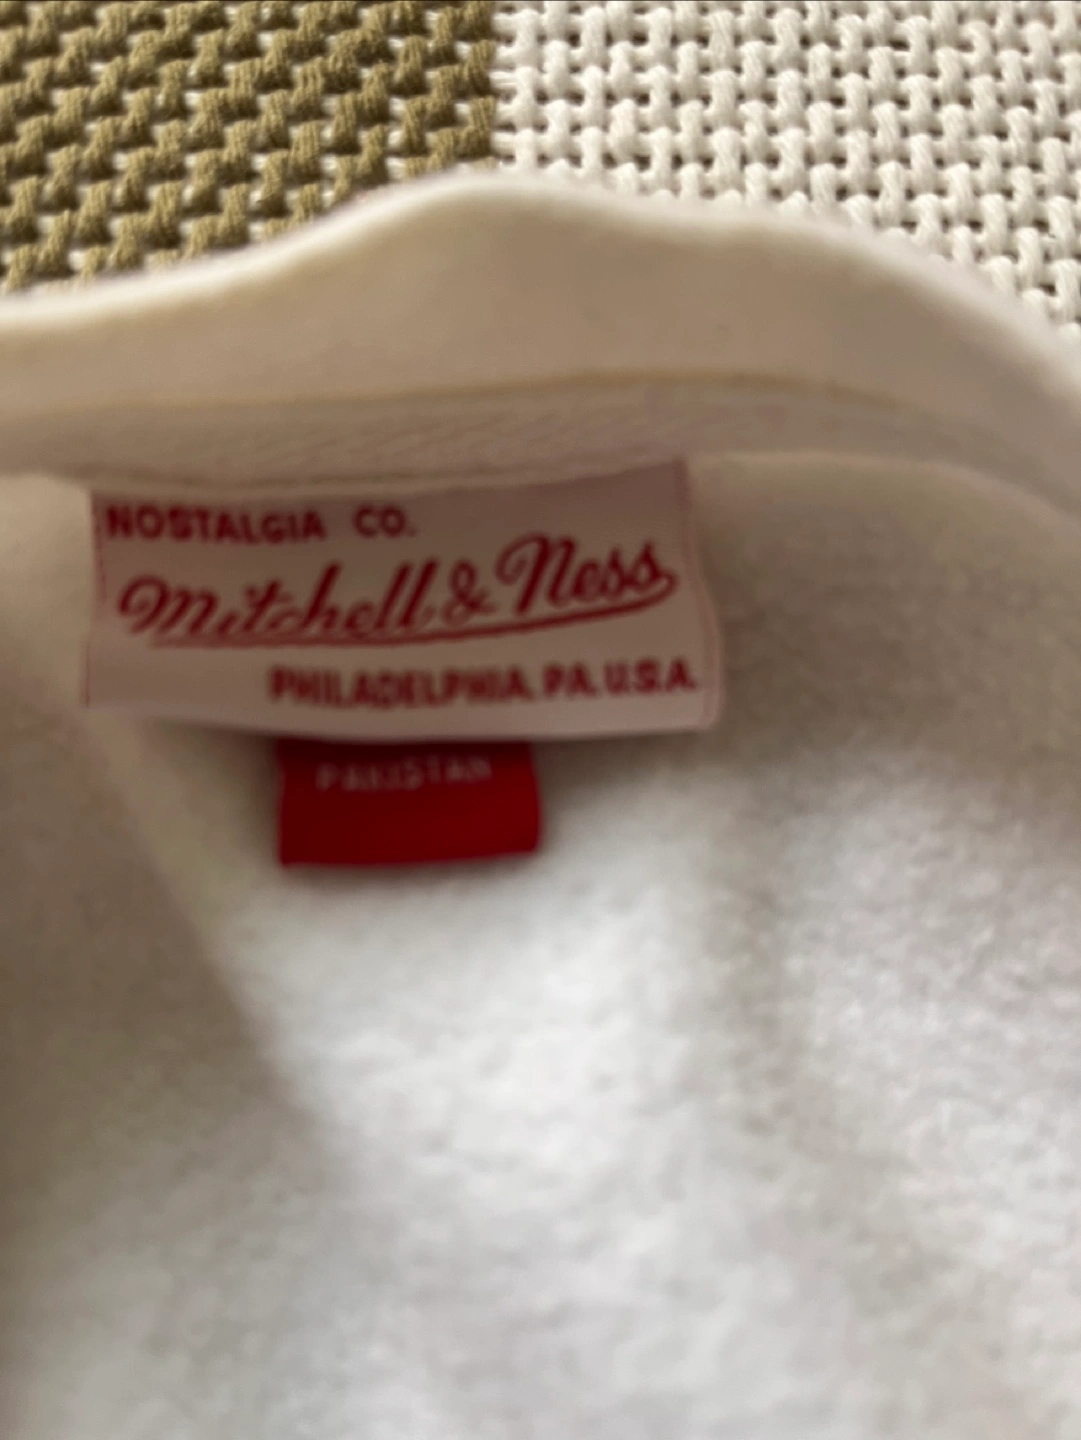 NOSTALGIA CO.
Mitchell & Ness
PHILADELPHIA, PA. U.S.A.
PAKISTAN